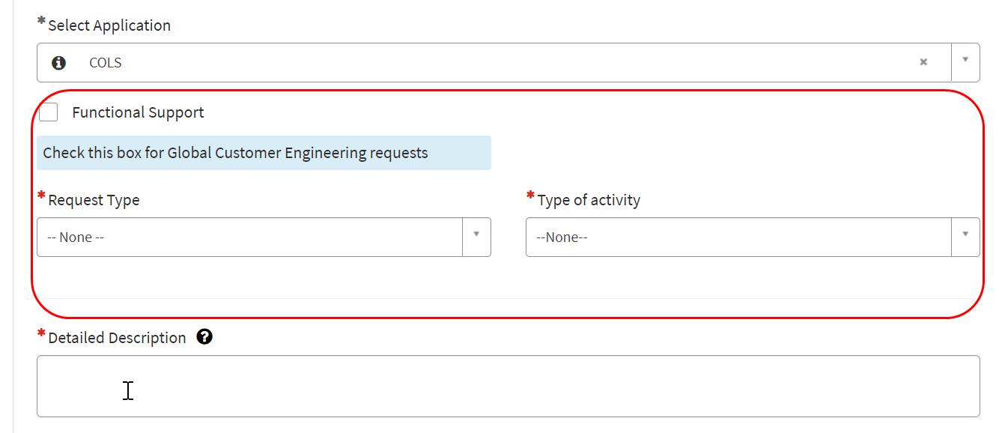 * Select Application
COLS
Functional Support
Check this box for Global Customer Engineering requests
* Request Type
* Type of activity
-- None --
--None--
* Detailed Description